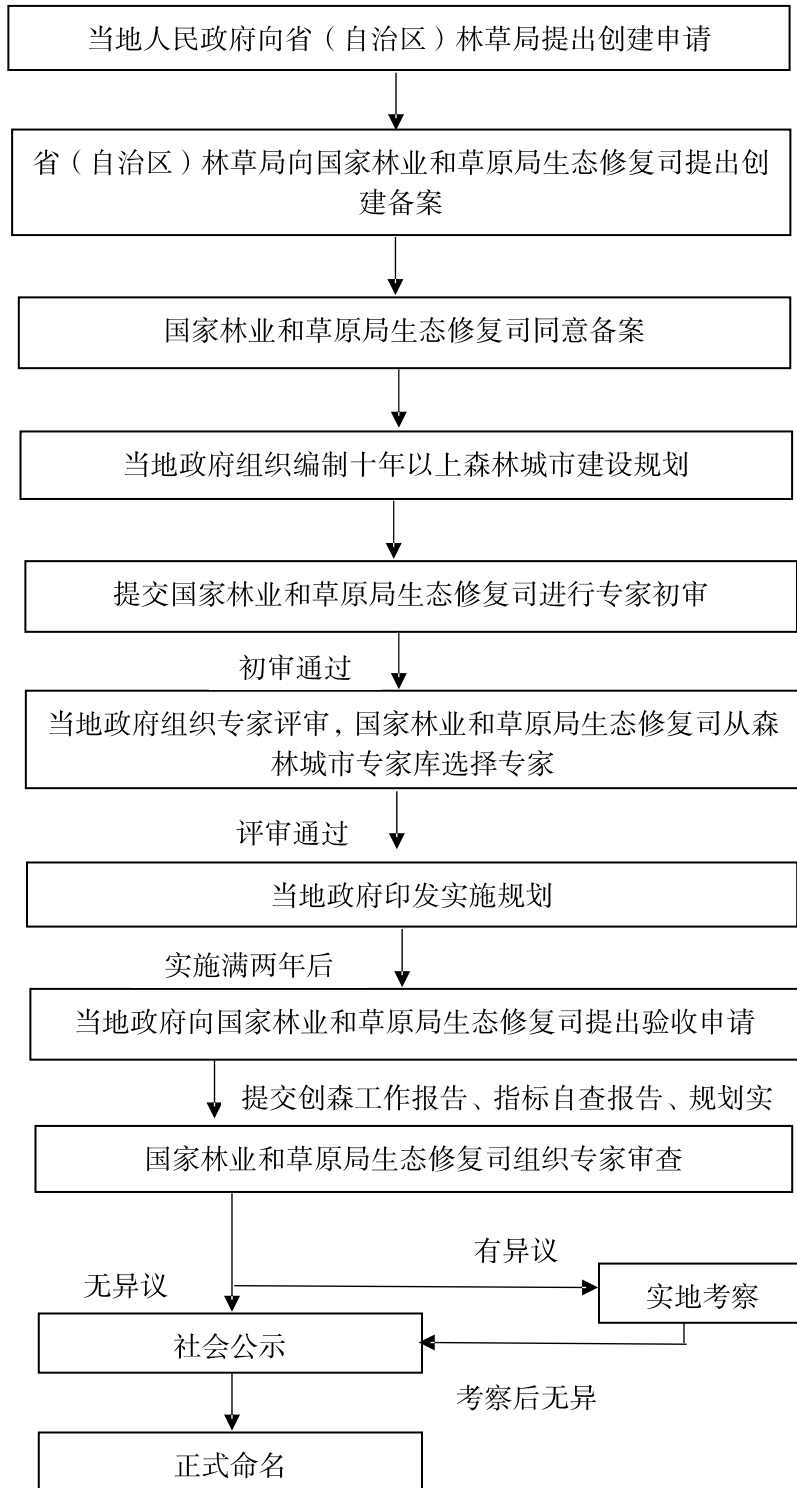 当地人民政府向省（自治区）林草局提出创建申请
省（自治区）林草局向国家林业和草原局生态修复司提出创
建备案
国家林业和草原局生态修复司同意备案
当地政府组织编制十年以上森林城市建设规划
提交国家林业和草原局生态修复司进行专家初审
初审通过
当地政府组织专家评审，国家林业和草原局生态修复司从森
林城市专家库选择专家
评审通过
当地政府印发实施规划
实施满两年后
当地政府向国家林业和草原局生态修复司提出验收申请
提交创森工作报告、指标自查报告、规划实
国家林业和草原局生态修复司组织专家审查
有异议
无异议
实地考察
社会公示
考察后无异
正式命名